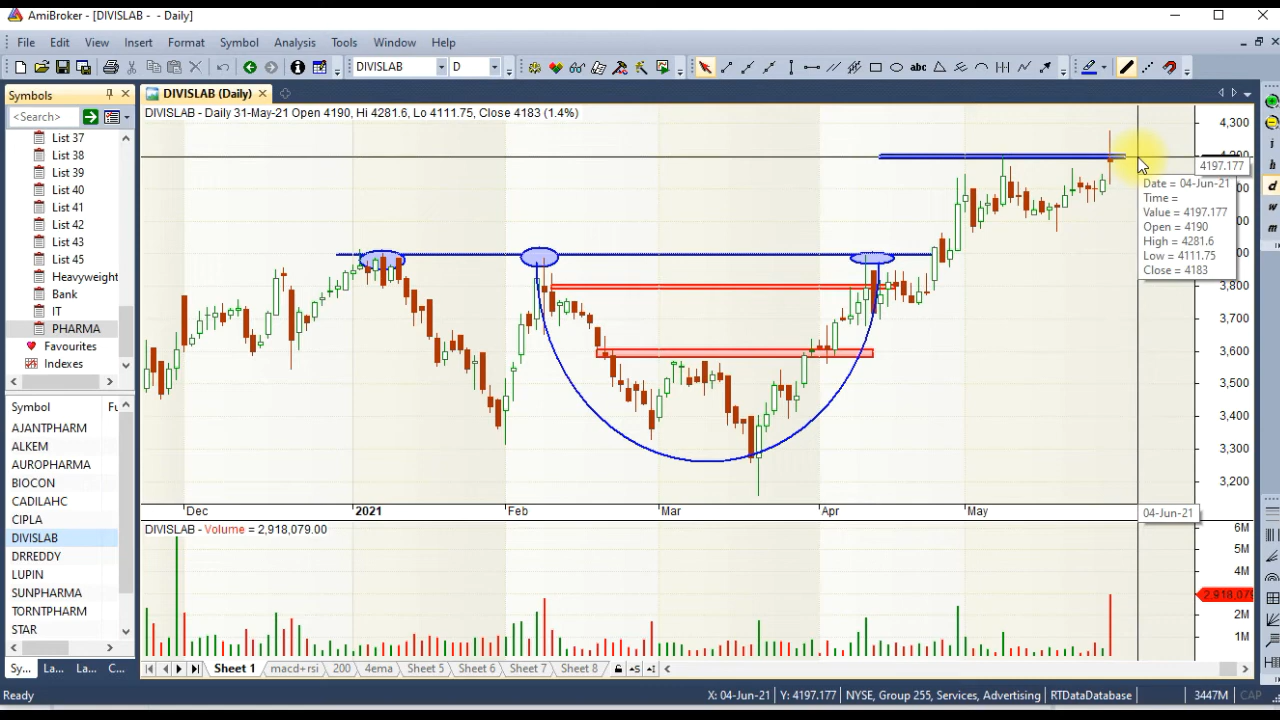 AmiBroker - [DIVISLAB - - Daily]
File Edit View Insert Format Symbol Analysis Tools Window Help
DIVISLAB D abc
Symbols
DIVISLAB (Daily)
<Search>
DIVISLAB - Daily 31-May-21 Open 4190, Hi 4281.6, Lo 4111.75, Close 4183 (1.4%)
List 37
List 38
List 39
List 40
List 41
List 42
List 43
List 45
Heavyweight
Bank
IT
PHARMA
Favourites
Indexes
4,300
4197.177
Date = 04-Jun-21
Time =
Value = 4197.177
Open = 4190
High = 4281.6
Low = 4111.75
Close = 4183
3,800
3,700
3,600
3,500
3,400
3,300
3,200
Dec 2021 Feb Mar Apr May 04-Jun-21
Symbol Fu
AJANTPHARM
ALKEM
AUROPHARMA
BIOCON
CADILAHC
CIPLA
DIVISLAB
DRREDDY
LUPIN
SUNPHARMA
TORNTPHARM
STAR
DIVISLAB - Volume = 2,918,079.00
6M
5M
4M
2,918,079
2M
1M
Sy... La... La... C... Sheet 1 macd+rsi 200 4ema Sheet 5 Sheet 6 Sheet 7 Sheet 8
Ready X: 04-Jun-21 Y: 4197.177 NYSE, Group 255, Services, Advertising RTDataDatabase 3447M CAP